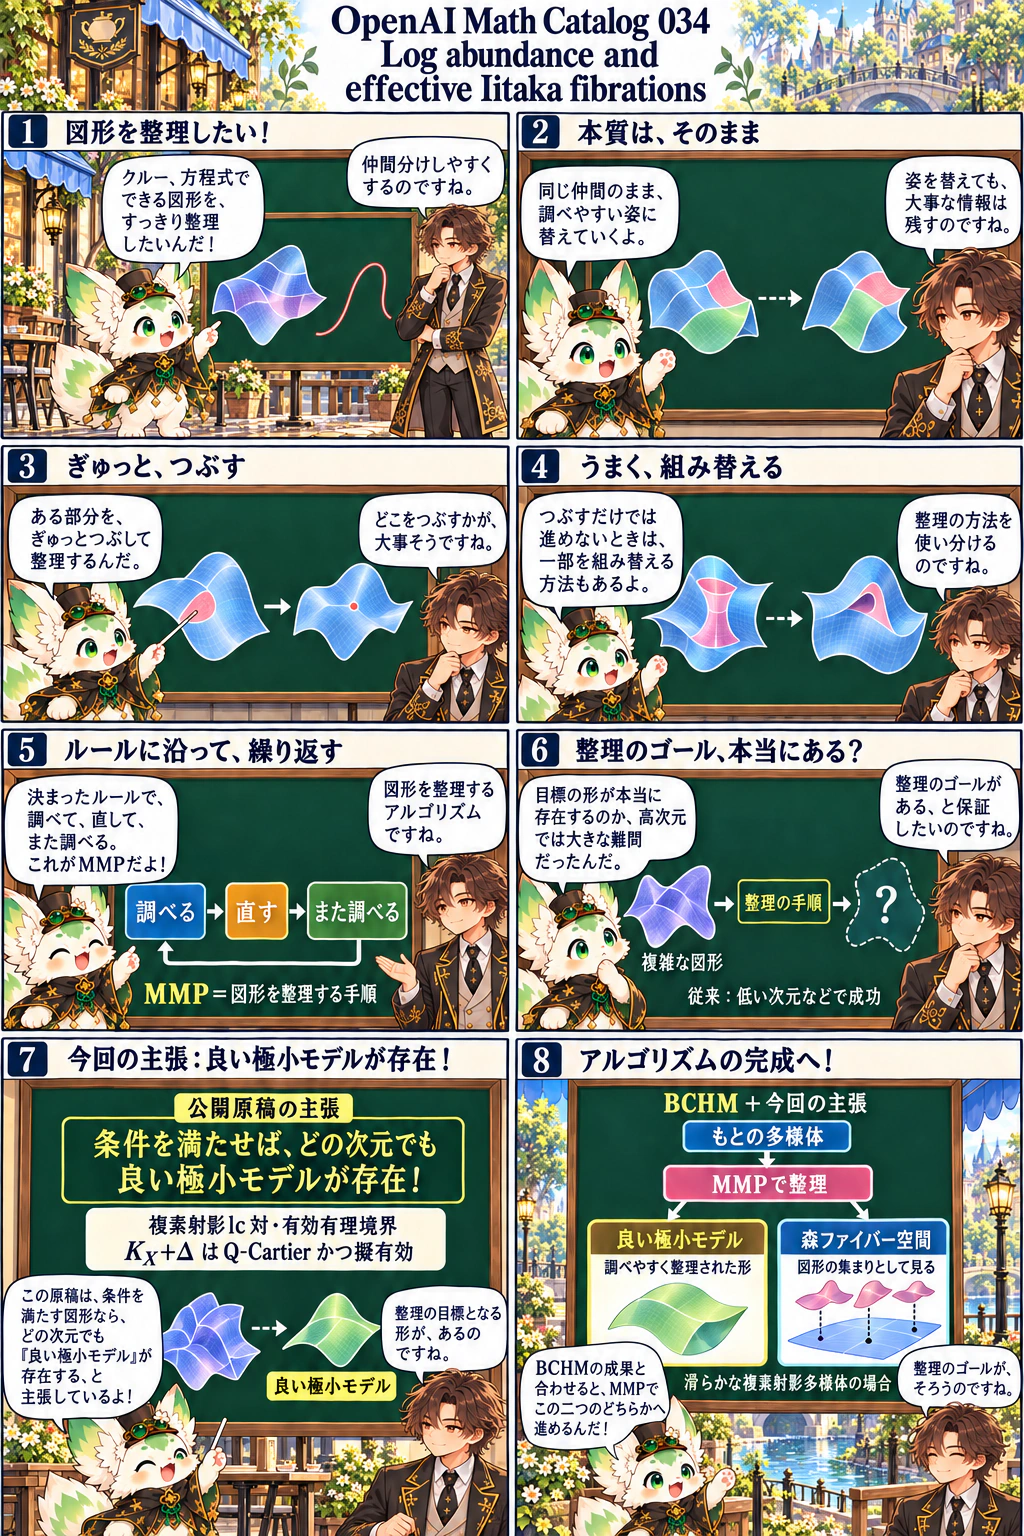 OpenAI Math Catalog 034
Log abundance and
effective Iitaka fibrations
1 図形を整理したい!
クルー、方程式で
できる図形を、
すっきり整理
したいんだ!
仲間分けしやすく
するのですね。
2 本質は、そのまま
同じ仲間のまま、
調べやすい姿に
替えていくよ。
姿を替えても、
大事な情報は
残すのですね。
3 ぎゅっと、つぶす
ある部分を、
ぎゅっとつぶして
整理するんだ。
どこをつぶすかが、
大事そうですね。
4 うまく、組み替える
つぶすだけでは
進めないときは、
一部を組み替える
方法もあるよ。
整理の方法を
使い分ける
のですね。
5 ルールに沿って、繰り返す
決まったルールで、
調べて、直して、
また調べる。
これがMMPだよ!
図形を整理する
アルゴリズム
ですね。
調べる
直す
また調べる
MMP=図形を整理する手順
6 整理のゴール、本当にある?
目標の形が本当に
存在するのか、高次元
では大きな難問
だったんだ。
整理のゴールが
ある、と保証
したいのですね。
整理の手順
?
複雑な図形
従来:低い次元などで成功
7 今回の主張:良い極小モデルが存在!
公開原稿の主張
条件を満たせば、どの次元でも
良い極小モデルが存在!
複素射影lc対・有効有理境界
K_X+Δ は Q-Cartier かつ擬有効
この原稿は、条件を
満たす図形なら、
どの次元でも
『良い極小モデル』が
存在する、と
主張しているよ!
整理の目標となる
形が、あるの
ですね。
良い極小モデル
8 アルゴリズムの完成へ!
BCHM+今回の主張
もとの多様体
MMPで整理
良い極小モデル
調べやすく整理された形
森ファイバー空間
図形の集まりとして見る
滑らかな複素射影多様体の場合
BCHMの成果と
合わせると、MMPで
この二つのどちらかへ
進めるんだ!
整理のゴールが、
そろうのですね。